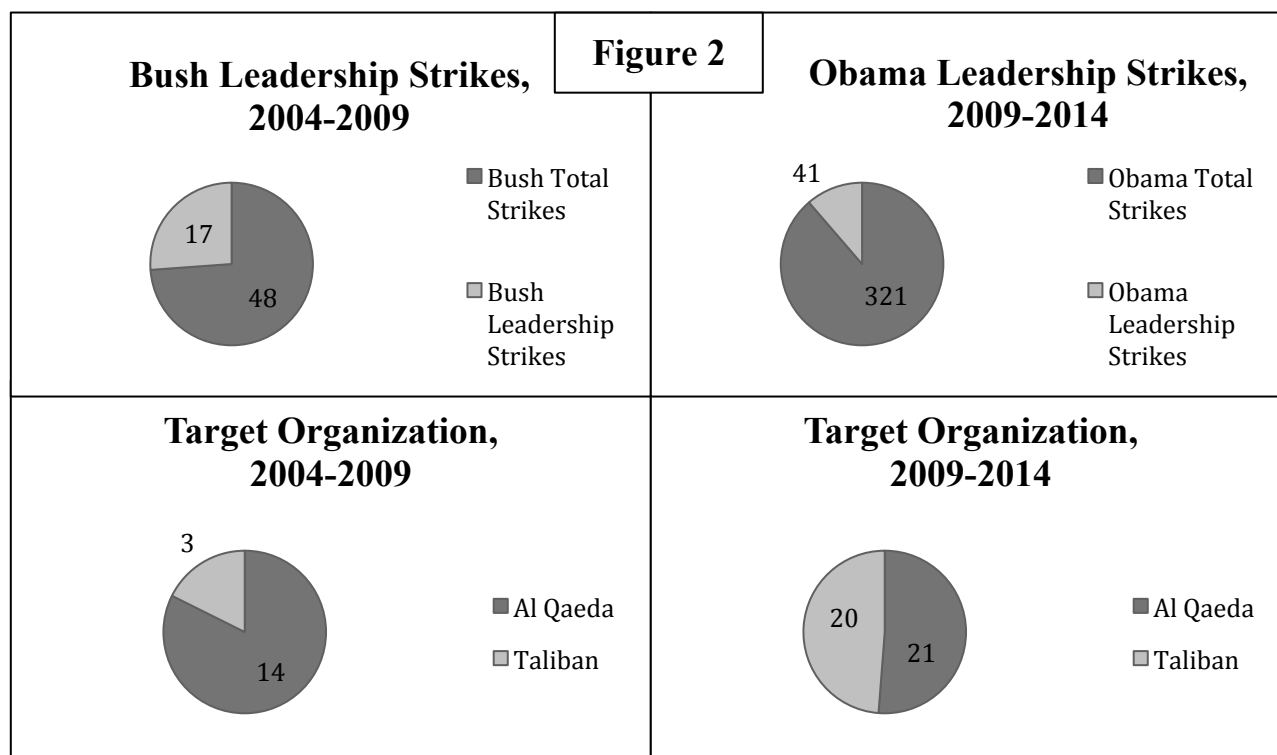 Figure 2
Bush Leadership Strikes,
2004-2009
17
48
Bush Total
Strikes
Bush
Leadership
Strikes
Obama Leadership Strikes,
2009-2014
41
321
Obama Total
Strikes
Obama
Leadership
Strikes
Target Organization,
2004-2009
3
14
Al Qaeda
Taliban
Target Organization,
2009-2014
20
21
Al Qaeda
Taliban